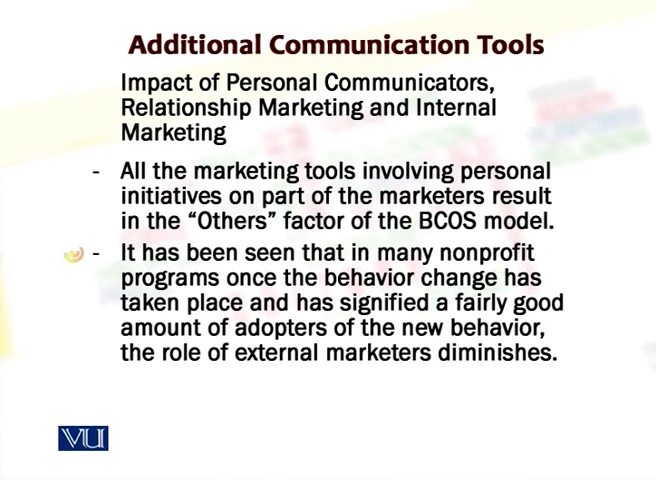 Additional Communication Tools
Impact of Personal Communicators,
Relationship Marketing and Internal
Marketing
- All the marketing tools involving personal
initiatives on part of the marketers result
in the “Others” factor of the BCOS model.
- It has been seen that in many nonprofit
programs once the behavior change has
taken place and has signified a fairly good
amount of adopters of the new behavior,
the role of external marketers diminishes.
VU